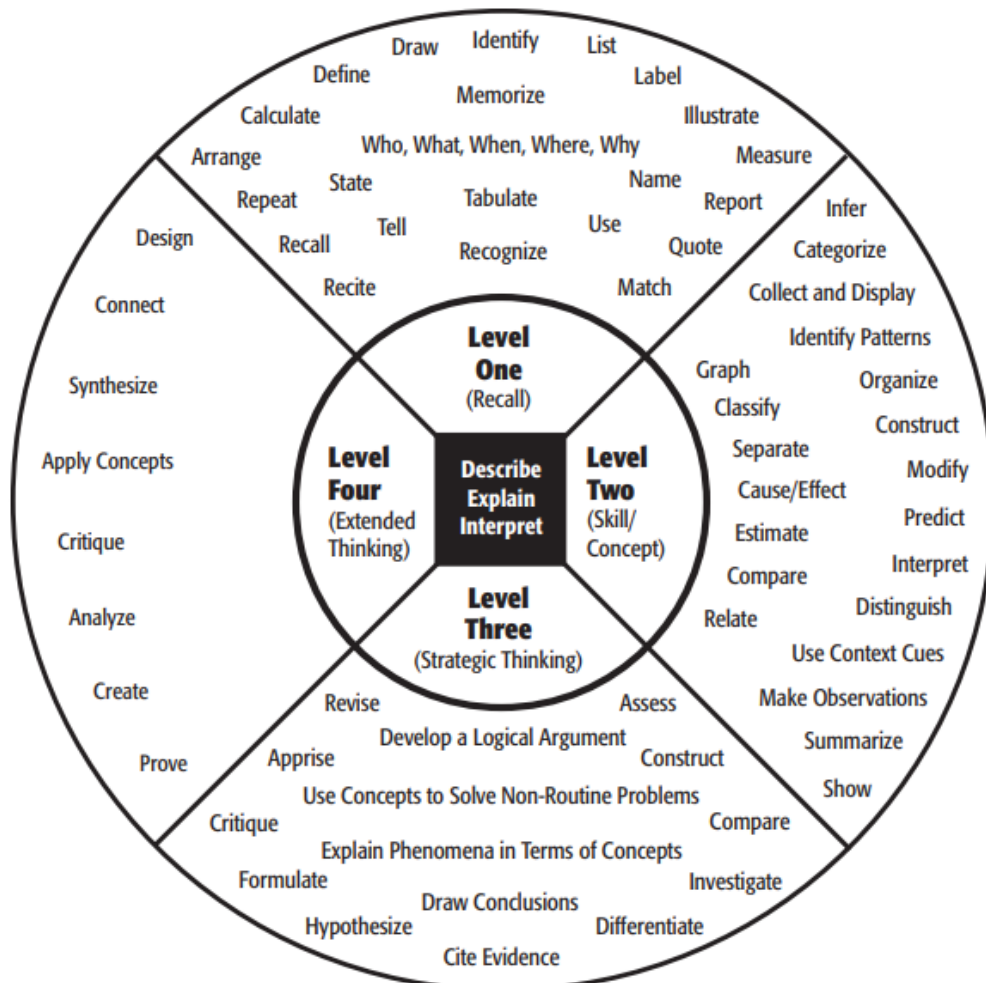 Draw
Identify
List
Define
Label
Memorize
Calculate
Illustrate
Who, What, When, Where, Why
Arrange
Measure
State
Name
Repeat
Tabulate
Report
Tell
Use
Recall
Recognize
Quote
Recite
Match
Infer
Categorize
Collect and Display
Identify Patterns
Graph
Organize
Classify
Construct
Separate
Modify
Cause/Effect
Predict
Estimate
Interpret
Compare
Distinguish
Relate
Use Context Cues
Make Observations
Summarize
Show
Design
Connect
Synthesize
Apply Concepts
Critique
Analyze
Create
Prove
Level
One
(Recall)
Level
Four
(Extended
Thinking)
Describe
Explain
Interpret
Level
Two
(Skill/
Concept)
Level
Three
(Strategic Thinking)
Revise
Assess
Develop a Logical Argument
Apprise
Construct
Use Concepts to Solve Non-Routine Problems
Critique
Compare
Explain Phenomena in Terms of Concepts
Formulate
Investigate
Draw Conclusions
Hypothesize
Differentiate
Cite Evidence